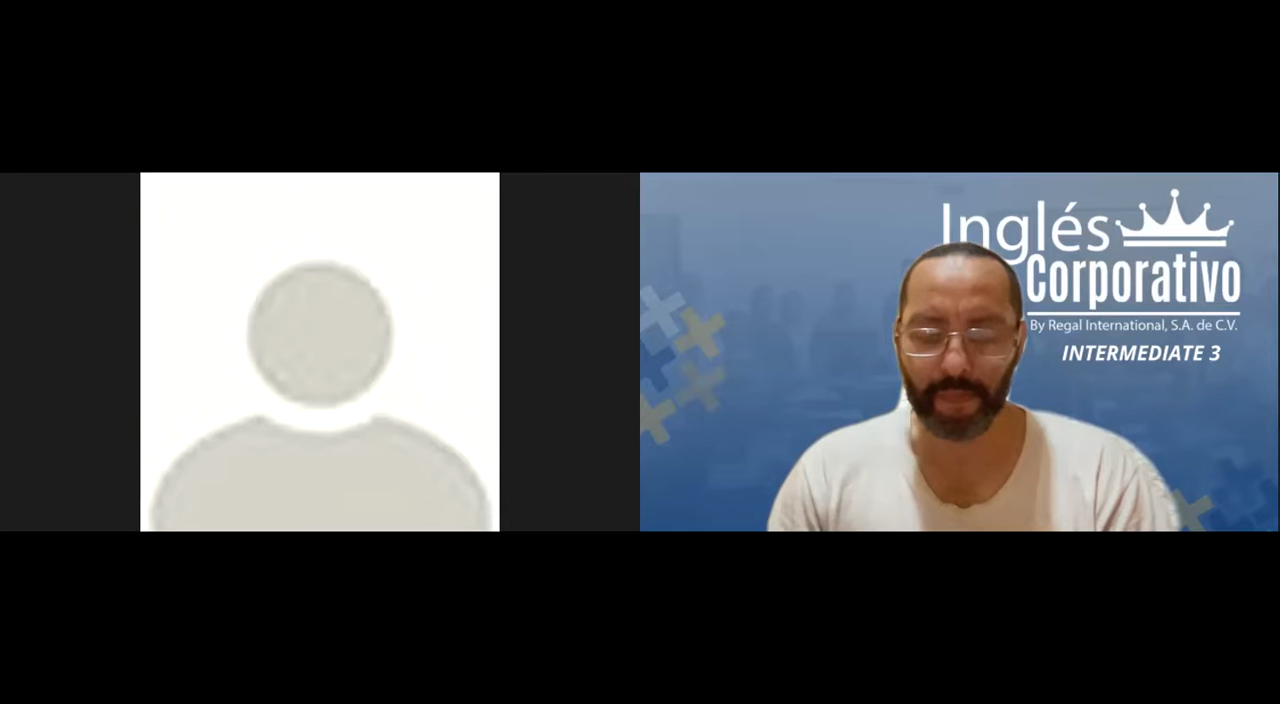 Inglés
Corporativo
By Regal International, S.A. de C.V.
INTERMEDIATE 3